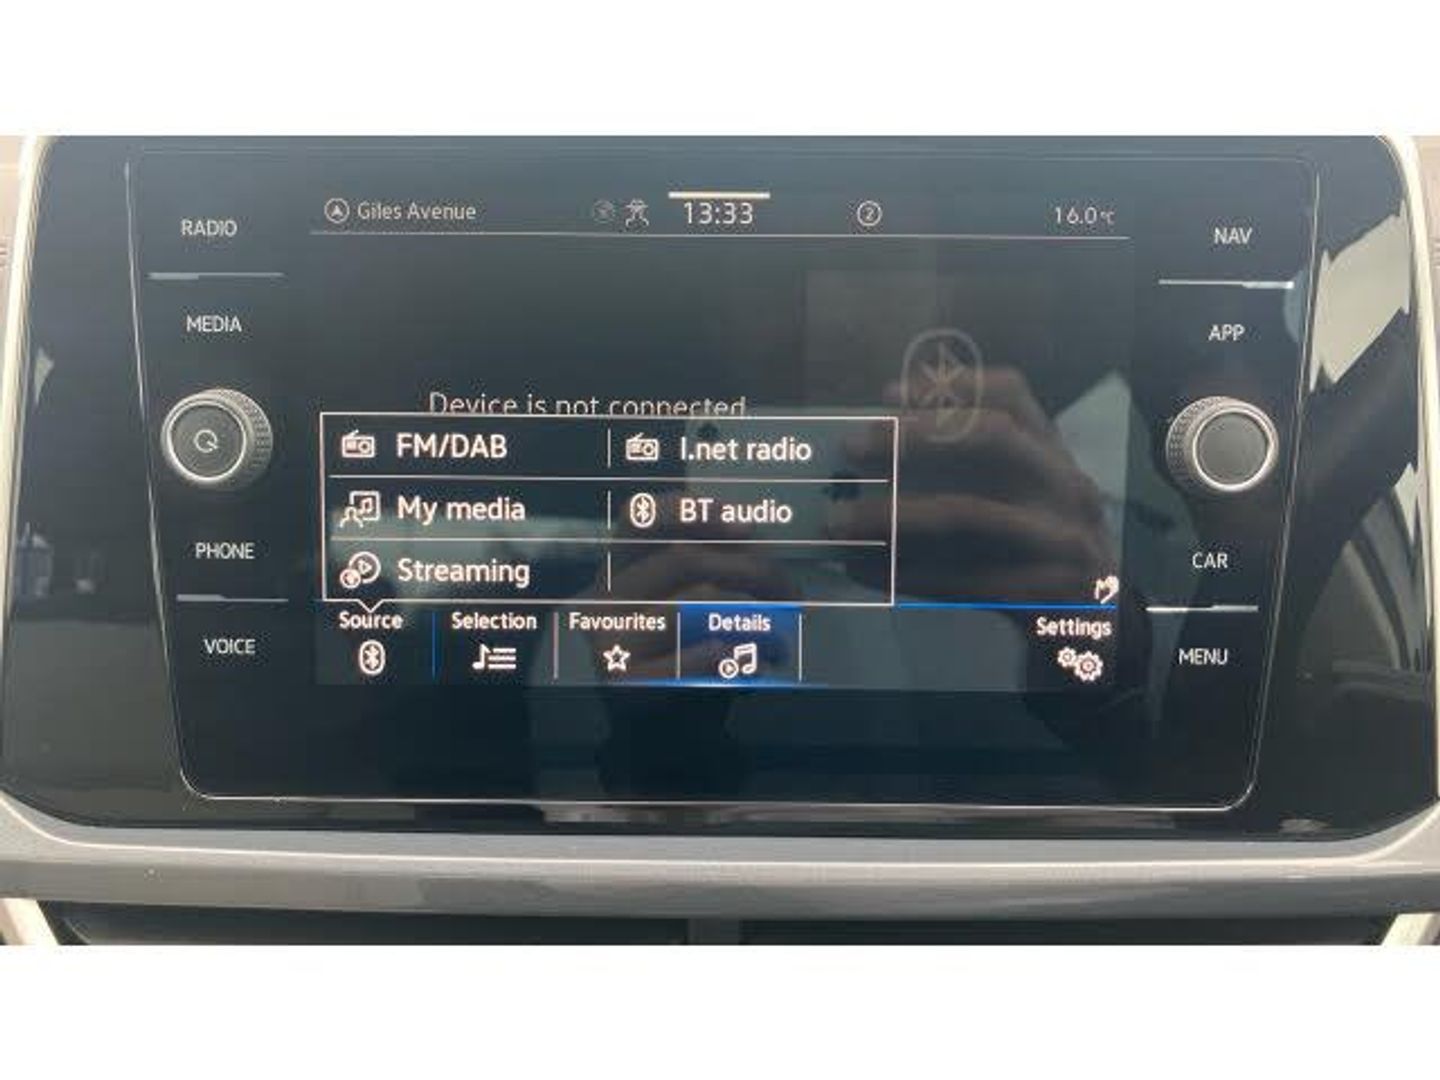 RADIO
Giles Avenue
13:33
2
16.0°C
NAV
MEDIA
APP
Device is not connected.
FM/DAB
I.net radio
My media
BT audio
PHONE
CAR
Streaming
Source
Selection
Favourites
Details
Settings
VOICE
MENU